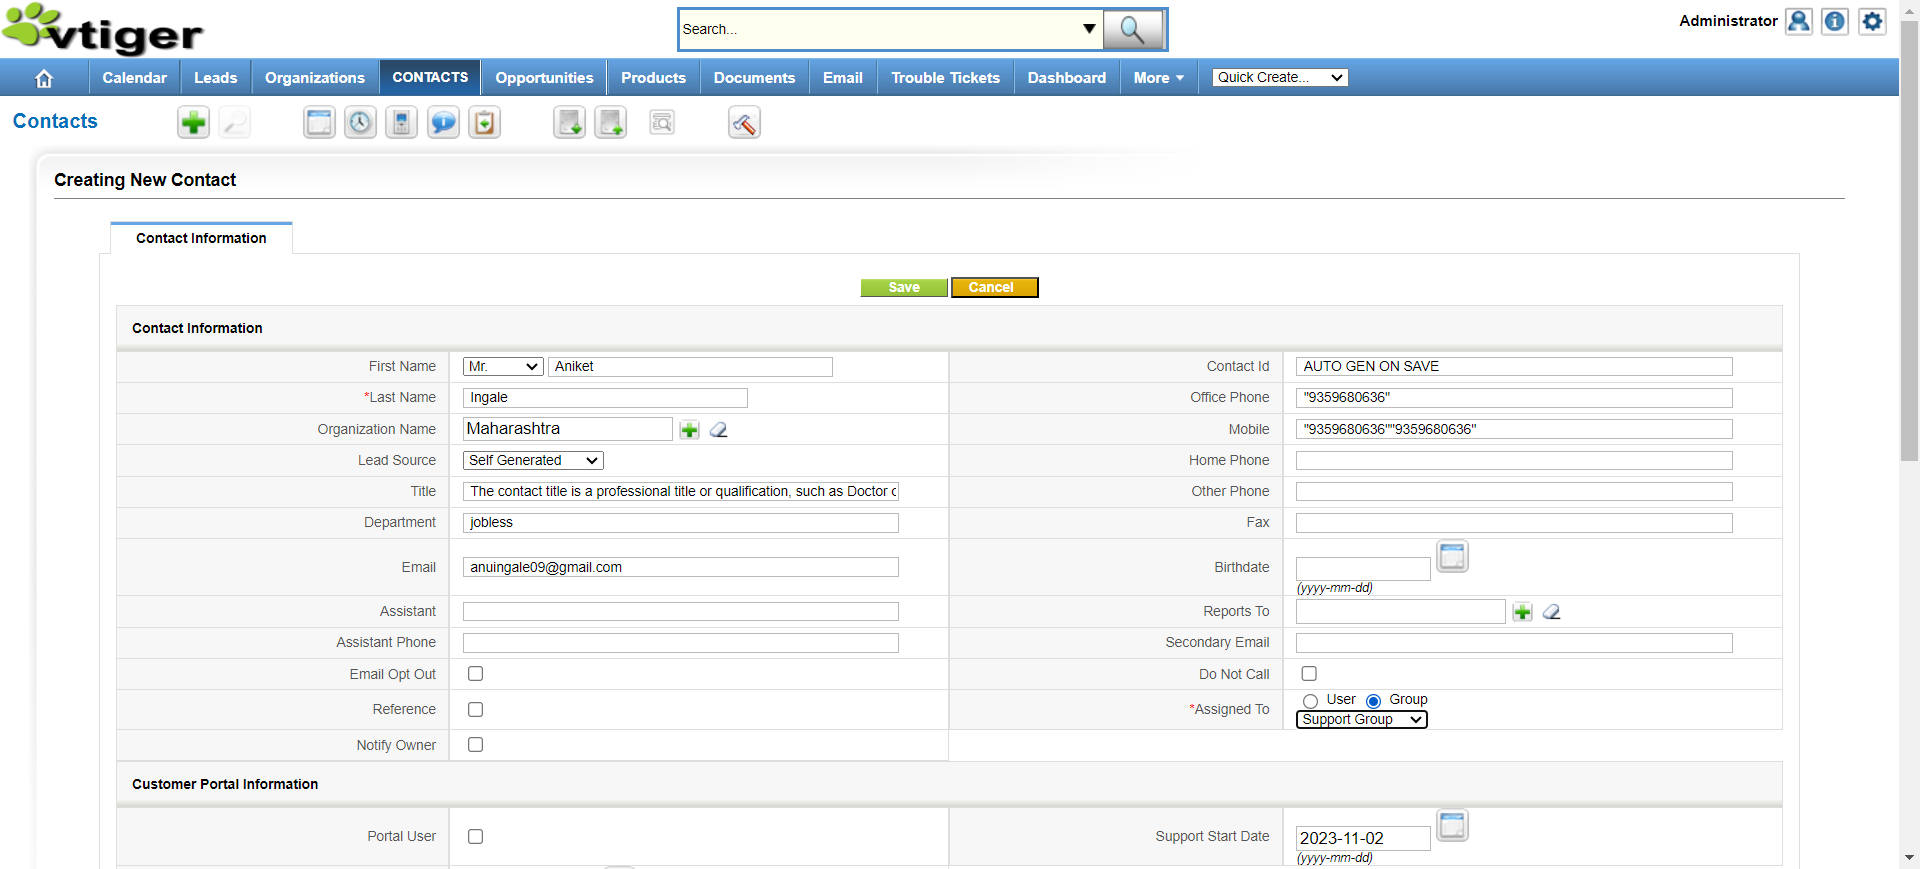 vtiger
Search...
Administrator
Calendar Leads Organizations CONTACTS Opportunities Products Documents Email Trouble Tickets Dashboard More Quick Create...
Contacts
Creating New Contact
Contact Information
Save Cancel
Contact Information
First Name Mr. Aniket Contact Id AUTO GEN ON SAVE
*Last Name Ingale Office Phone "9359680636"
Organization Name Maharashtra Mobile "9359680636""9359680636"
Lead Source Self Generated Home Phone
Title The contact title is a professional title or qualification, such as Doctor Other Phone
Department jobless Fax
Email anuingale09@gmail.com Birthdate
(yyyy-mm-dd)
Assistant Reports To
Assistant Phone Secondary Email
Email Opt Out Do Not Call
Reference *Assigned To User Group
Support Group
Notify Owner
Customer Portal Information
Portal User Support Start Date 2023-11-02
(yyyy-mm-dd)